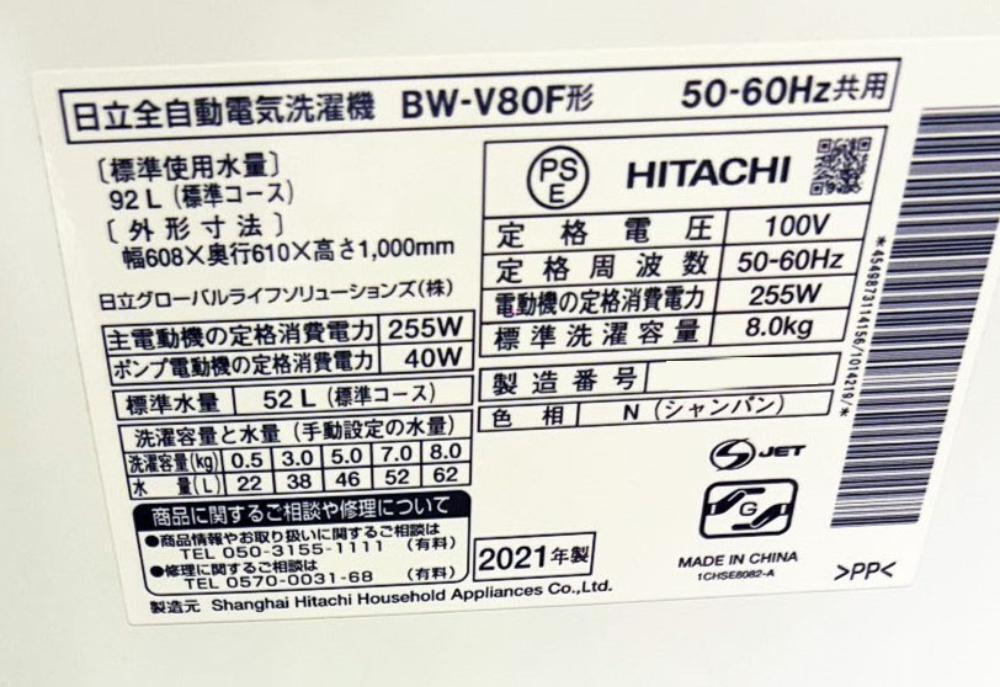 日立全自動電気洗濯機 BW-V80F形 50-60Hz共用
〔標準使用水量〕
92 L (標準コース)
〔外形寸法〕
幅608×奥行610×高さ1,000mm
日立グローバルライフソリューションズ(株)
主電動機の定格消費電力 255W
ポンプ電動機の定格消費電力 40W
標準水量 52 L (標準コース)
洗濯容量と水量 (手動設定の水量)
洗濯容量(kg) 0.5 3.0 5.0 7.0 8.0
水 量(L) 22 38 46 52 62
商品に関するご相談や修理について
●商品情報やお取り扱いに関するご相談は
TEL 050-3155-1111 (有料)
●修理に関するご相談は
TEL 0570-0031-68 (有料)
製造元 Shanghai Hitachi Household Appliances Co.,Ltd.
2021年製
PS
E
HITACHI
定格電圧 100V
定格周波数 50-60Hz
電動機の定格消費電力 255W
標準洗濯容量 8.0kg
製造番号
色相 N (シャンパン)
S JET
G
MADE IN CHINA
1CHSE8082-A
>PP<
*4549873114156/1014219/*